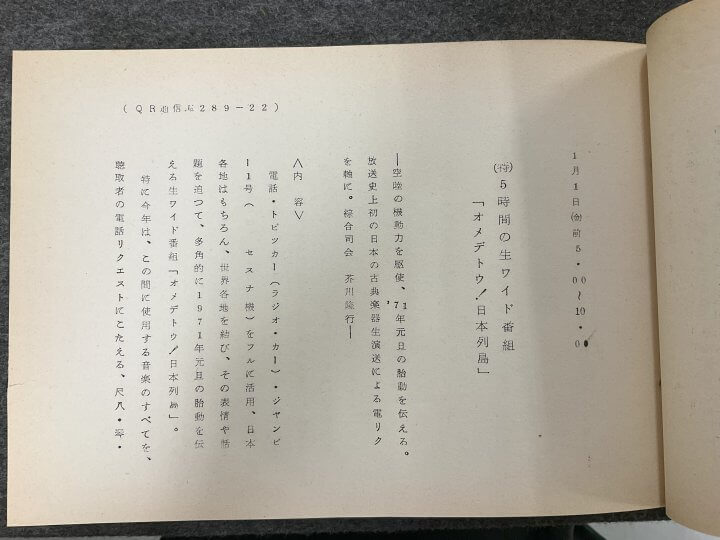 1月1日㈮前5・00〜10・0
㈵5時間の生ワイド番組
「オメデトウ!日本列島」
―空陸の機動力を駆使、'71年元旦の胎動を伝える。
放送史上初の日本の古典楽器生演送による電リク
を軸に。綜合司会 芥川隆行―
<内容>
電話・トピッカー(ラジオ・カー)・ジャンビ
ー11号( セスナ機)をフルに活用、日本
各地はもちろん、世界各地を結び、その表情や話
題を追つて、多角的に1971年元旦の胎動を伝
える生ワイド番組「オメデトウ!日本列島」。
特に今年は、この間に使用する音楽のすべてを、
聴取者の電話リクエストにこたえる、尺八・琴・
(QR通信 289-22)